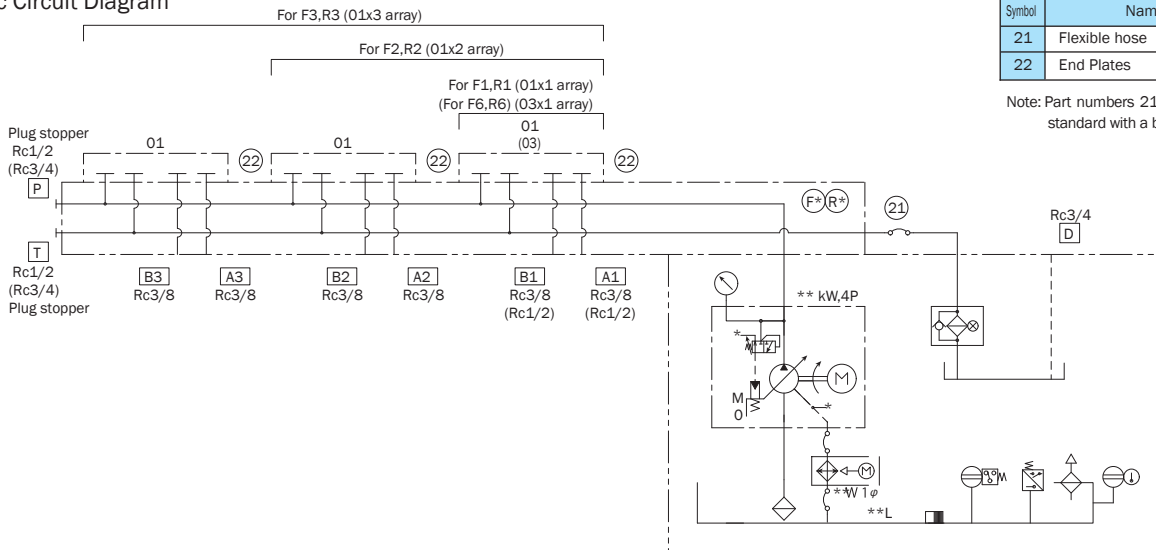 c Circuit Diagram
For F3,R3 (01x3 array)
For F2,R2 (01x2 array)
For F1,R1 (01x1 array)
(For F6,R6) (03x1 array)
Symbol Nam
21 Flexible hose
22 End Plates
Note: Part numbers 21
standard with a b
Plug stopper
Rc1/2
(Rc3/4)
P
01
22
01
22
01
(03)
22
F* R*
21
Rc3/4
D
T
Rc1/2
(Rc3/4)
Plug stopper
B3
Rc3/8
A3
Rc3/8
B2
Rc3/8
A2
Rc3/8
B1
Rc3/8
(Rc1/2)
A1
Rc3/8
(Rc1/2)
** kW,4P
*
M
M
O
*
M
**W 1φ
**L
M